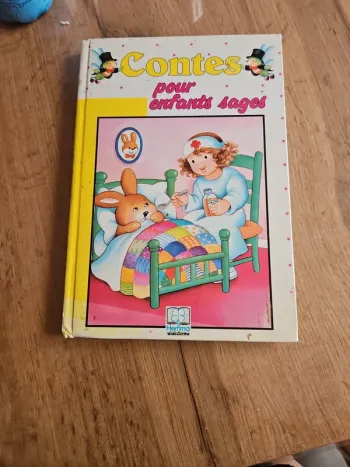 Contes
pour
enfants sages
Hemma